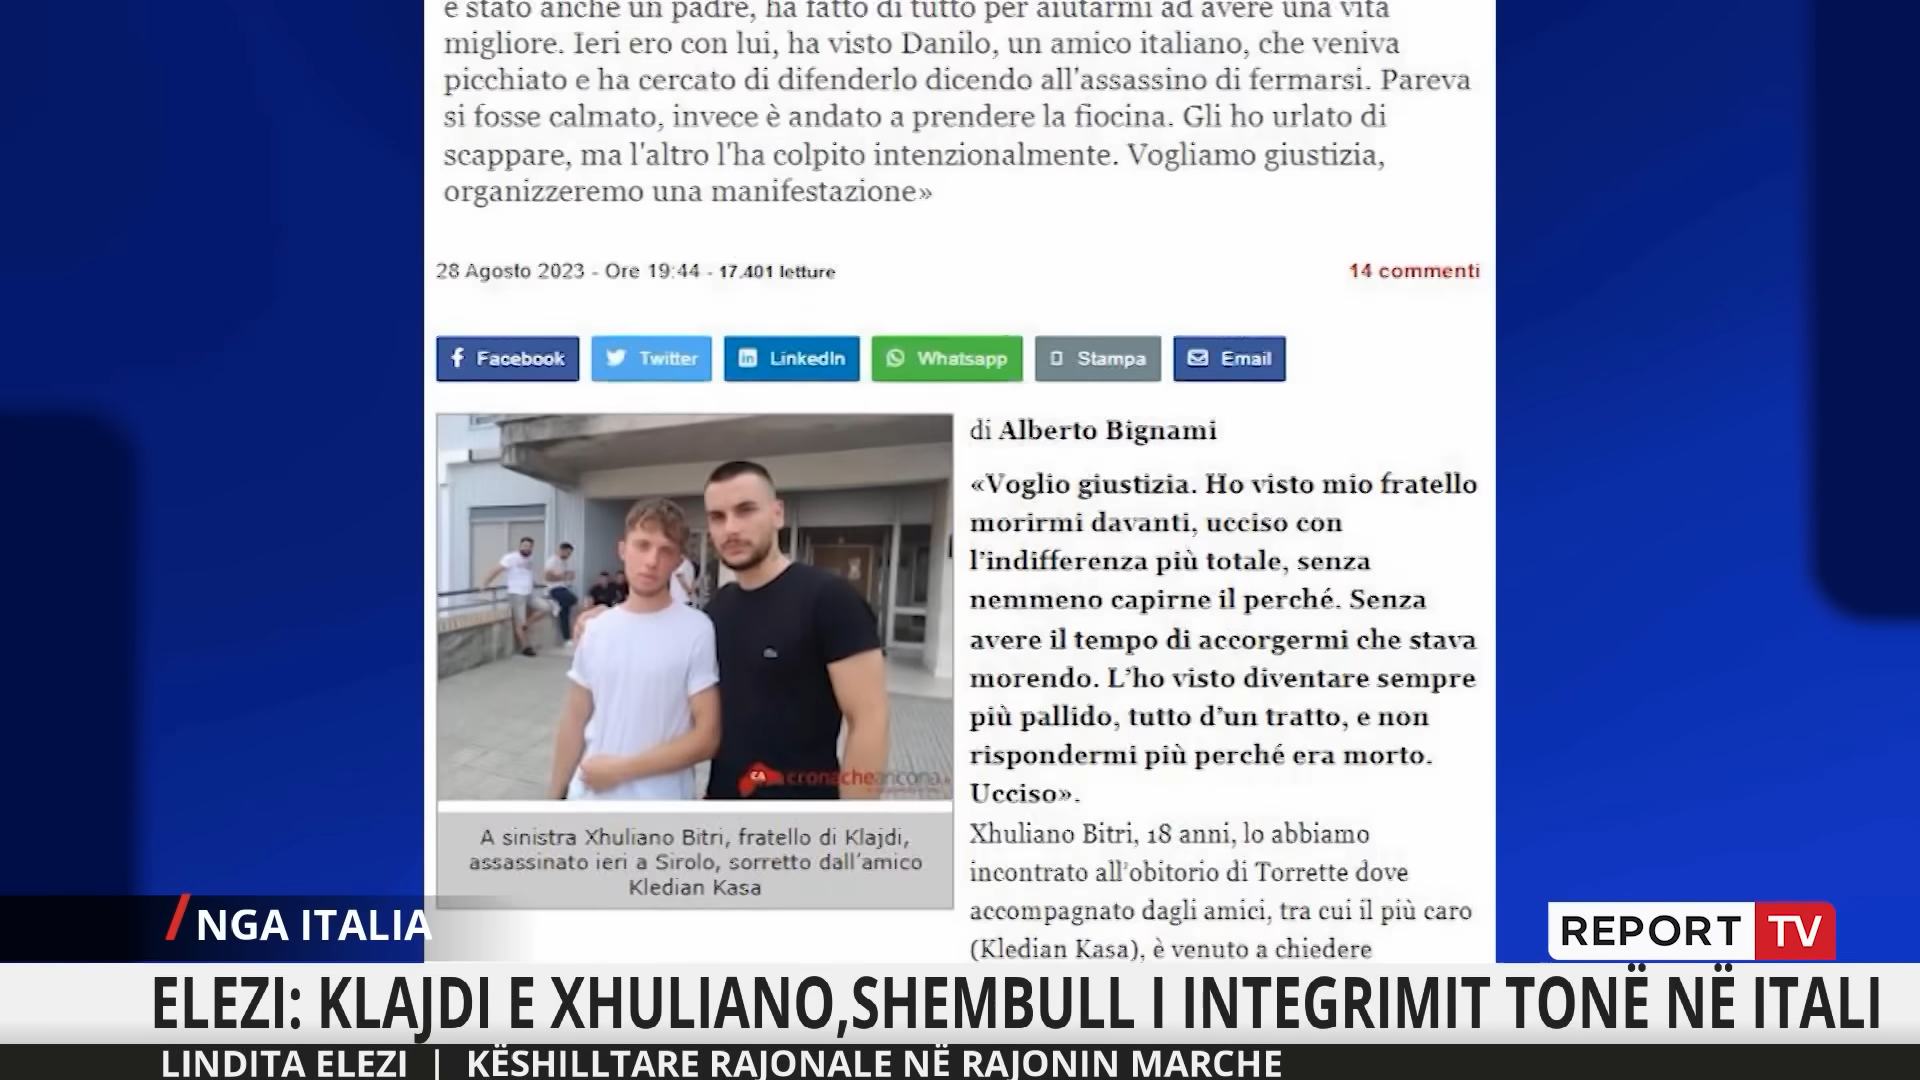 è stato anche un padre, ha fatto di tutto per aiutarmi ad avere una vita
migliore. Ieri ero con lui, ha visto Danilo, un amico italiano, che veniva
picchiato e ha cercato di difenderlo dicendo all'assassino di fermarsi. Pareva
si fosse calmato, invece è andato a prendere la fiocina. Gli ho urlato di
scappare, ma l'altro l'ha colpito intenzionalmente. Vogliamo giustizia,
organizzeremo una manifestazione»
28 Agosto 2023 - Ore 19:44 - 17.401 letture
14 commenti
Facebook
Twitter
LinkedIn
Whatsapp
Stampa
Email
di Alberto Bignami
«Voglio giustizia. Ho visto mio fratello
morirmi davanti, ucciso con
l'indifferenza più totale, senza
nemmeno capirne il perché. Senza
avere il tempo di accorgermi che stava
morendo. L'ho visto diventare sempre
più pallido, tutto d'un tratto, e non
rispondermi più perché era morto.
Ucciso».
Xhuliano Bitri, 18 anni, lo abbiamo
incontrato all'obitorio di Torrette dove
accompagnato dagli amici, tra cui il più caro
(Kledian Kasa), è venuto a chiedere
CA cronacheancona
A sinistra Xhuliano Bitri, fratello di Klajdi,
assassinato ieri a Sirolo, sorretto dall'amico
Kledian Kasa
NGA ITALIA
REPORT TV
ELEZI: KLAJDI E XHULIANO,SHEMBULL I INTEGRIMIT TONË NË ITALI
LINDITA ELEZI | KËSHILLTARE RAJONALE NË RAJONIN MARCHE